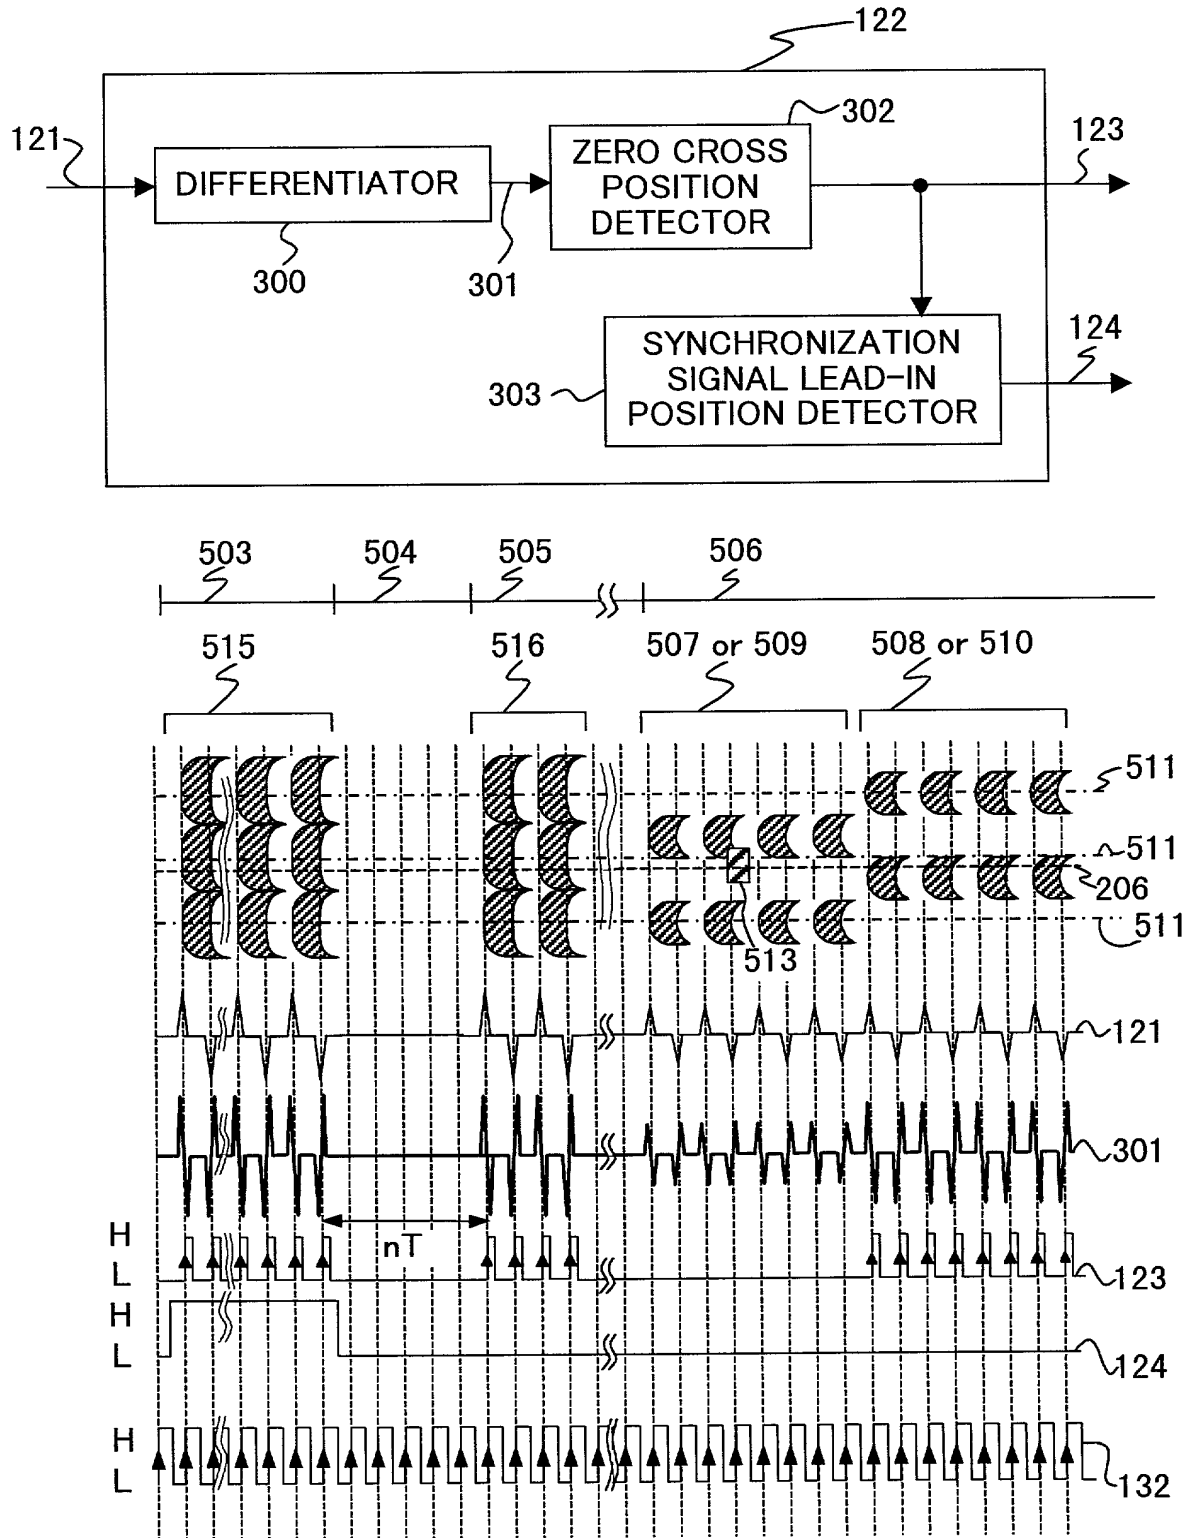 122
302
121
123
DIFFERENTIATOR
ZERO CROSS
POSITION
DETECTOR
300
301
SYNCHRONIZATION
SIGNAL LEAD-IN
POSITION DETECTOR
124
303
503
504
505
506
515
516
507 or 509
508 or 510
511
511
206
511
513
121
301
nT
H
L
123
H
L
124
H
L
132